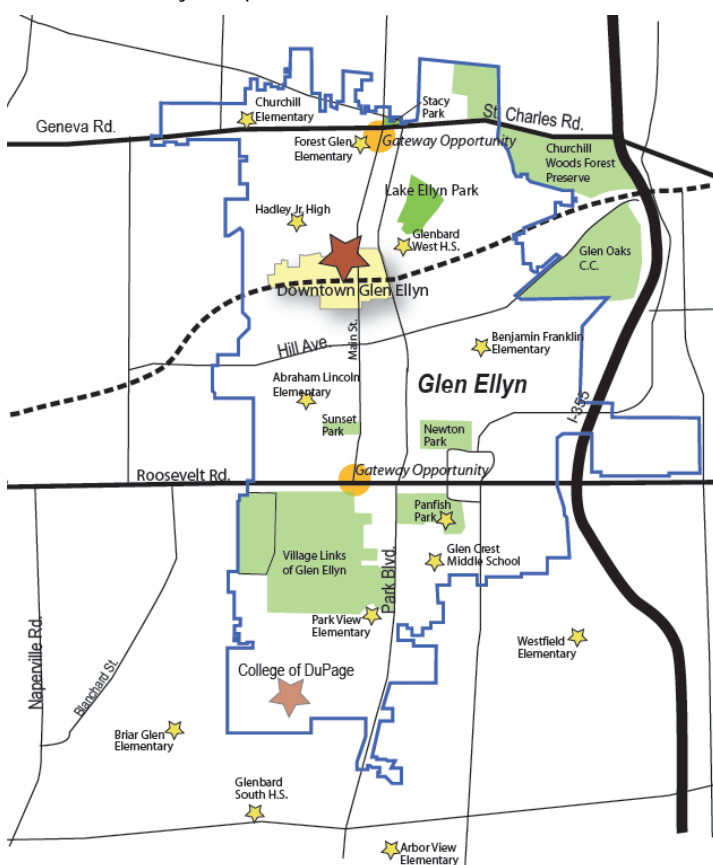 Churchill
Elementary
Stacy
Park
Geneva Rd.
St. Charles Rd.
Forest Glen
Elementary
Gateway Opportunity
Churchill
Woods Forest
Preserve
Lake Ellyn Park
Hadley Jr, High
Glenbard
West H.S.
Glen Oaks
C.C.
Downtown Glen Ellyn
Main St.
Hill Ave.
Benjamin Franklin
Elementary
Abraham Lincoln
Elementary
Glen Ellyn
I-355
Sunset
Park
Newton
Park
Roosevelt Rd.
Gateway Opportunity
Panfish
Park
Village Links
of Glen Ellyn
Glen Crest
Middle School
Park Blvd.
Park View
Elementary
Westfield
Elementary
Naperville Rd.
Blanchard St.
College of DuPage
Briar Glen
Elementary
Glenbard
South H.S.
Arbor View
Elementary